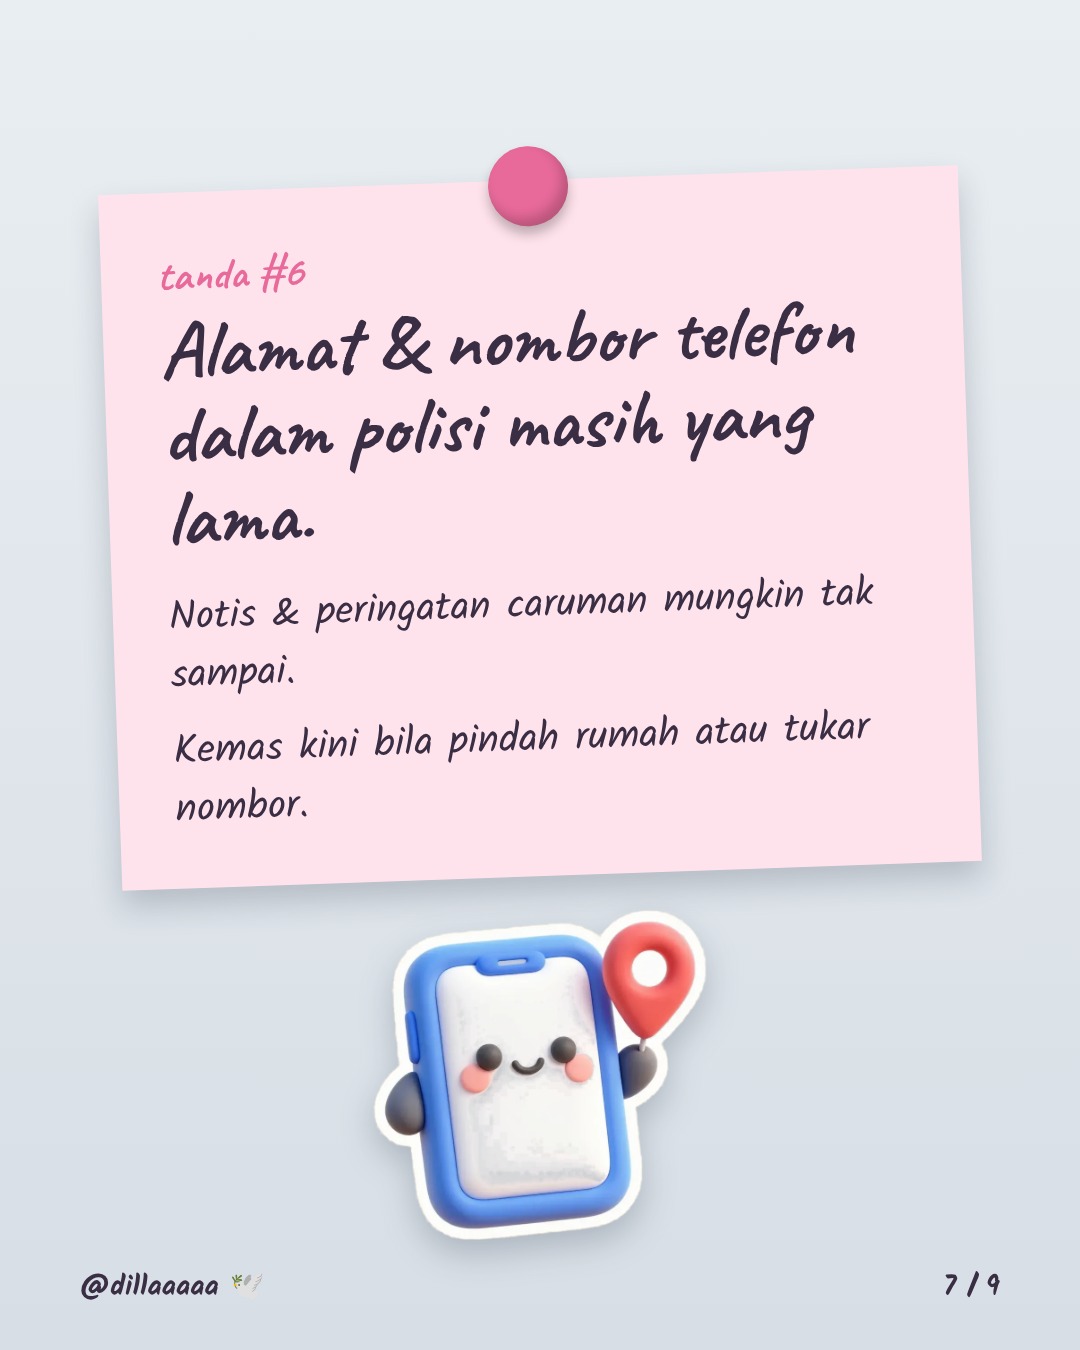 tanda #6
Alamat & nombor telefon
dalam polisi masih yang
lama.
Notis & peringatan caruman mungkin tak
sampai.
Kemas kini bila pindah rumah atau tukar
nombor.
@dillaaaaa 🕊️
7 / 9